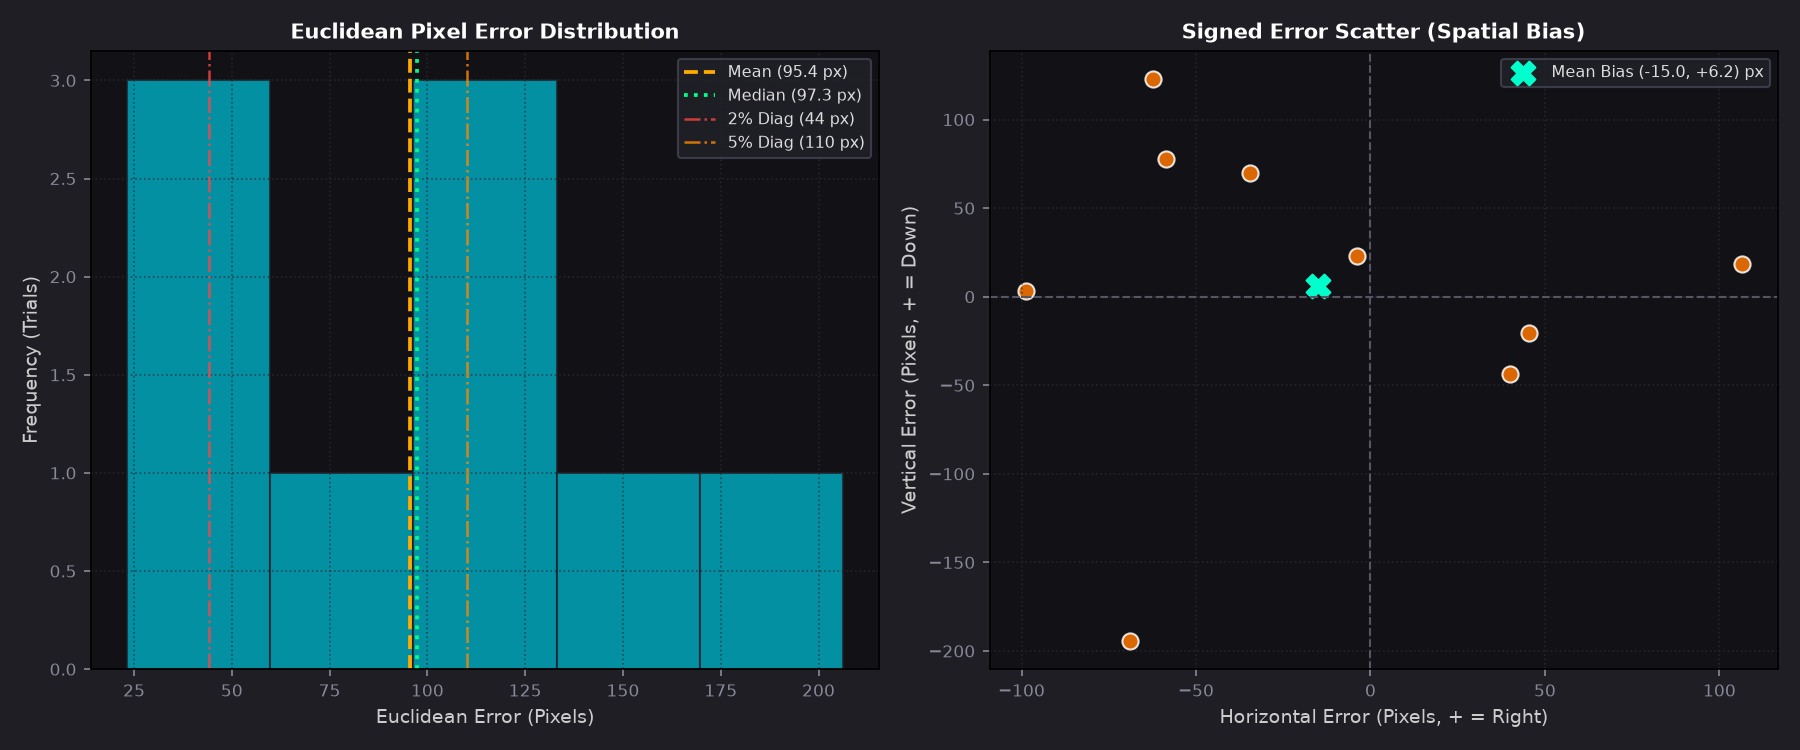 Euclidean Pixel Error Distribution
Mean (95.4 px)
Median (97.3 px)
2% Diag (44 px)
5% Diag (110 px)
Frequency (Trials)
3.0
2.5
2.0
1.5
1.0
0.5
0.0
25 50 75 100 125 150 175 200
Euclidean Error (Pixels)
Signed Error Scatter (Spatial Bias)
Mean Bias (-15.0, +6.2) px
Vertical Error (Pixels, + = Down)
100
50
0
−50
−100
−150
−200
−100 −50 0 50 100
Horizontal Error (Pixels, + = Right)